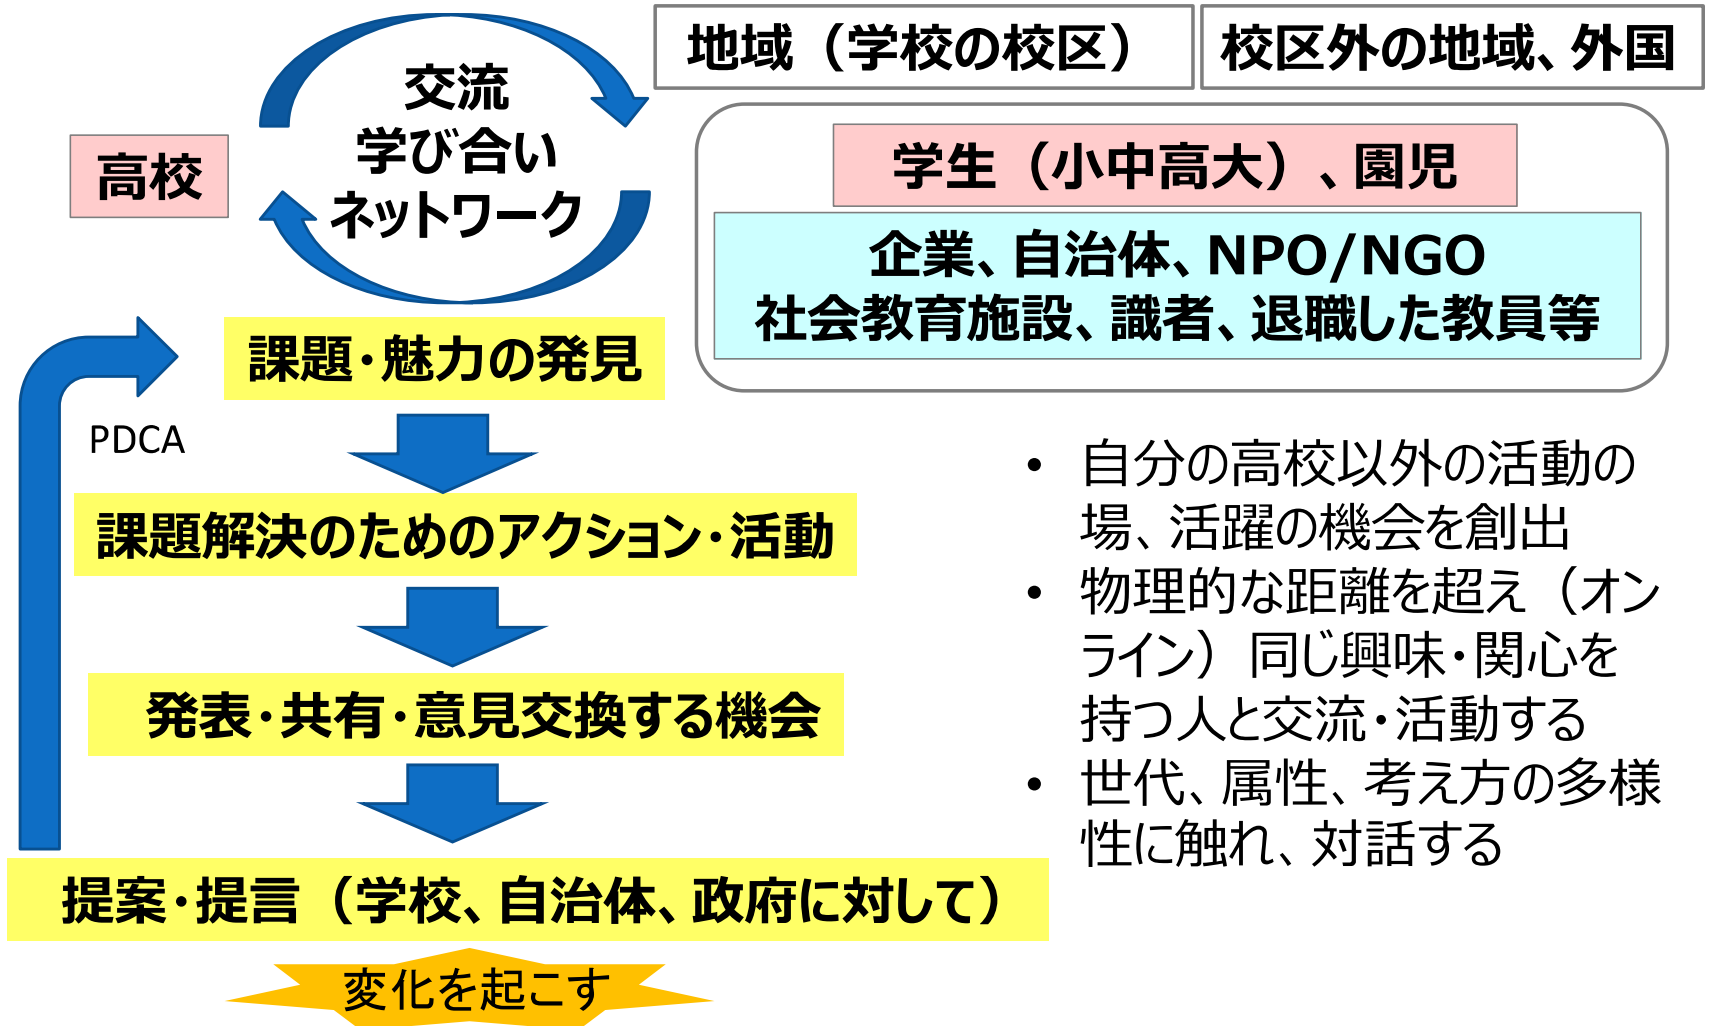 地域（学校の校区）
校区外の地域、外国
交流
学び合い
ネットワーク
高校
学生（小中高大）、園児
企業、自治体、NPO/NGO
社会教育施設、識者、退職した教員等
課題・魅力の発見
PDCA
課題解決のためのアクション・活動
発表・共有・意見交換する機会
提案・提言（学校、自治体、政府に対して）
変化を起こす
• 自分の高校以外の活動の
場、活躍の機会を創出
• 物理的な距離を超え（オン
ライン）同じ興味・関心を
持つ人と交流・活動する
• 世代、属性、考え方の多様
性に触れ、対話する